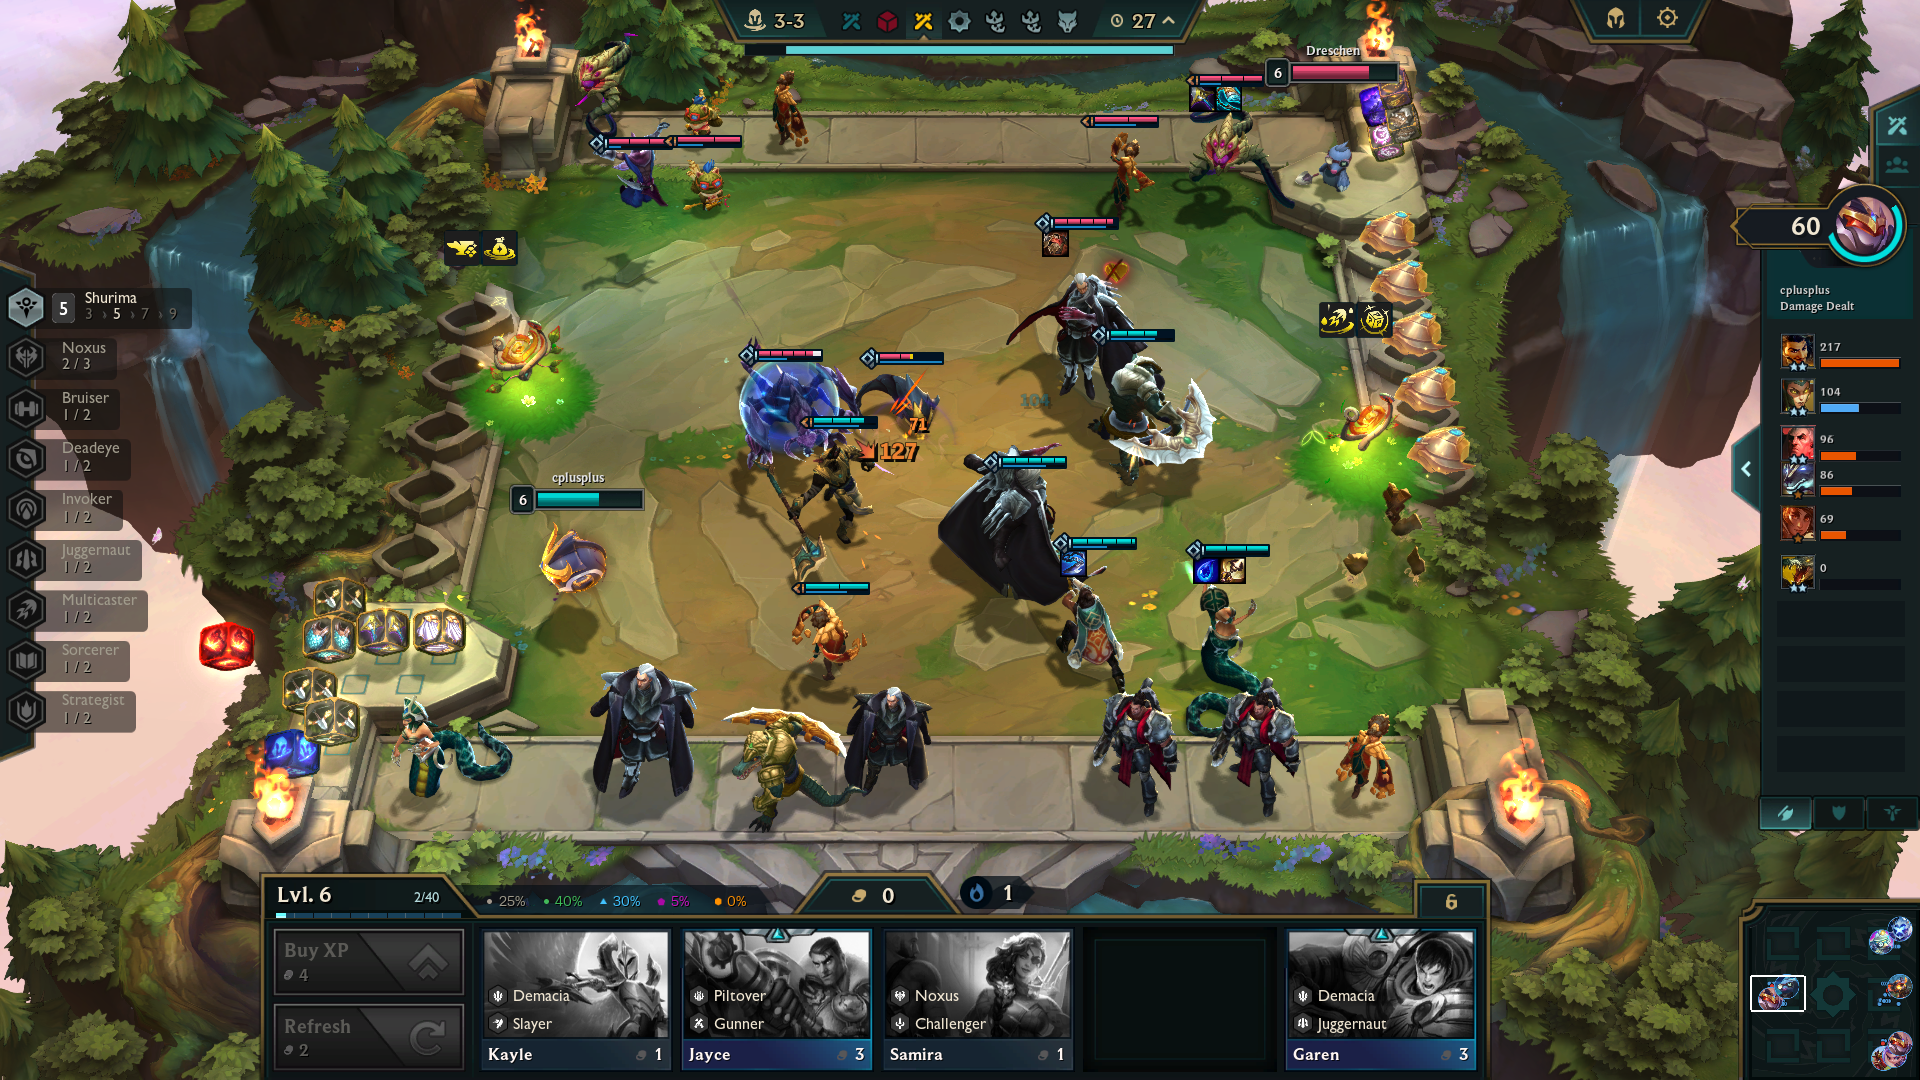 3-3
27
Dreschen
6
60
cplusplus
Damage Dealt
217
104
96
86
69
0
5
Shurima
3 › 5 › 7 › 9
Noxus
2 / 3
Bruiser
1 / 2
Deadeye
1 / 2
Invoker
1 / 2
Juggernaut
1 / 2
Multicaster
1 / 2
Sorcerer
1 / 2
Strategist
1 / 2
104
71
127
cplusplus
6
Lvl. 6
2/40
25%
40%
30%
5%
0%
0
1
6
Buy XP
4
Refresh
2
Demacia
Slayer
Kayle
1
Piltover
Gunner
Jayce
3
Noxus
Challenger
Samira
1
Demacia
Juggernaut
Garen
3